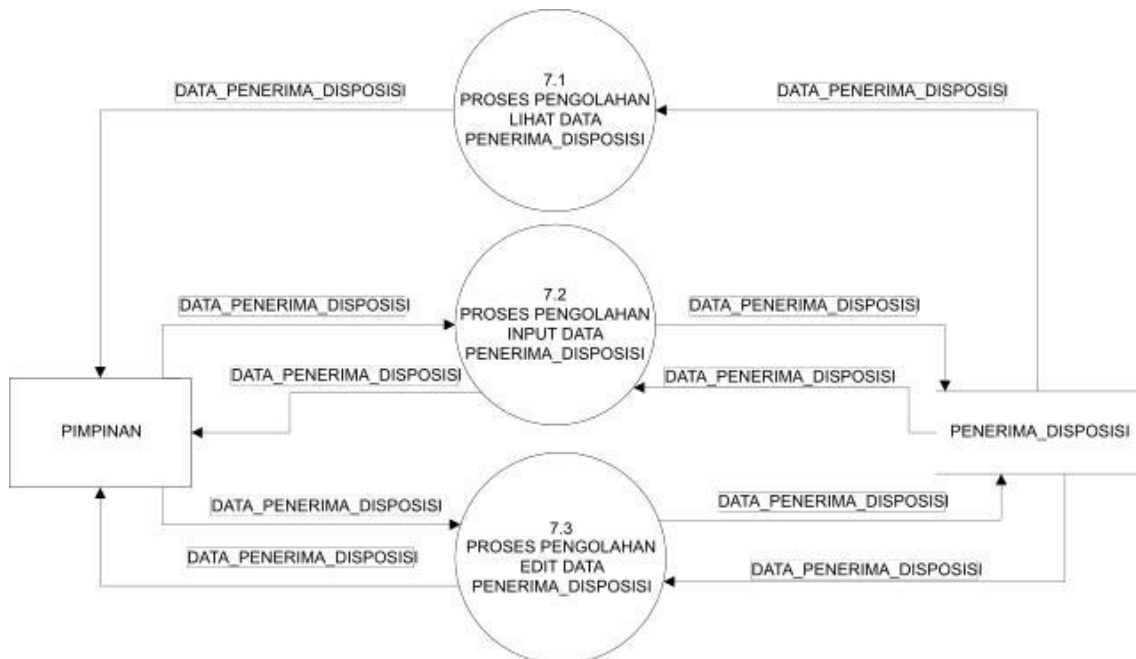 DATA_PENERIMA_DISPOSISI
7.1
PROSES PENGOLAHAN
LIHAT DATA
PENERIMA_DISPOSISI
DATA_PENERIMA_DISPOSISI
DATA_PENERIMA_DISPOSISI
7.2
PROSES PENGOLAHAN
INPUT DATA
PENERIMA_DISPOSISI
DATA_PENERIMA_DISPOSISI
DATA_PENERIMA_DISPOSISI
DATA_PENERIMA_DISPOSISI
PIMPINAN
PENERIMA_DISPOSISI
DATA_PENERIMA_DISPOSISI
7.3
PROSES PENGOLAHAN
EDIT DATA
PENERIMA_DISPOSISI
DATA_PENERIMA_DISPOSISI
DATA_PENERIMA_DISPOSISI
DATA_PENERIMA_DISPOSISI